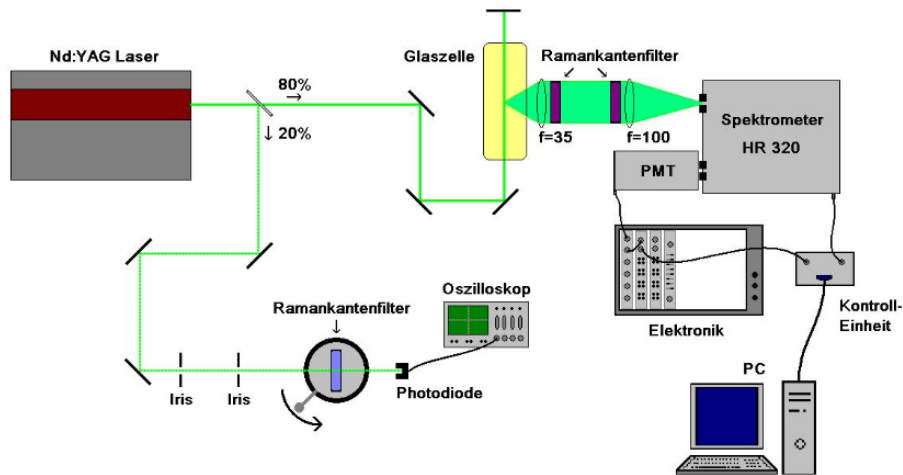 Nd:YAG Laser
80%
→
↓ 20%
Glaszelle
Ramankantenfilter
f=35
f=100
Spektrometer
HR 320
PMT
Elektronik
Kontroll-
Einheit
Oszilloskop
Ramankantenfilter
↓
Iris
Iris
Photodiode
PC